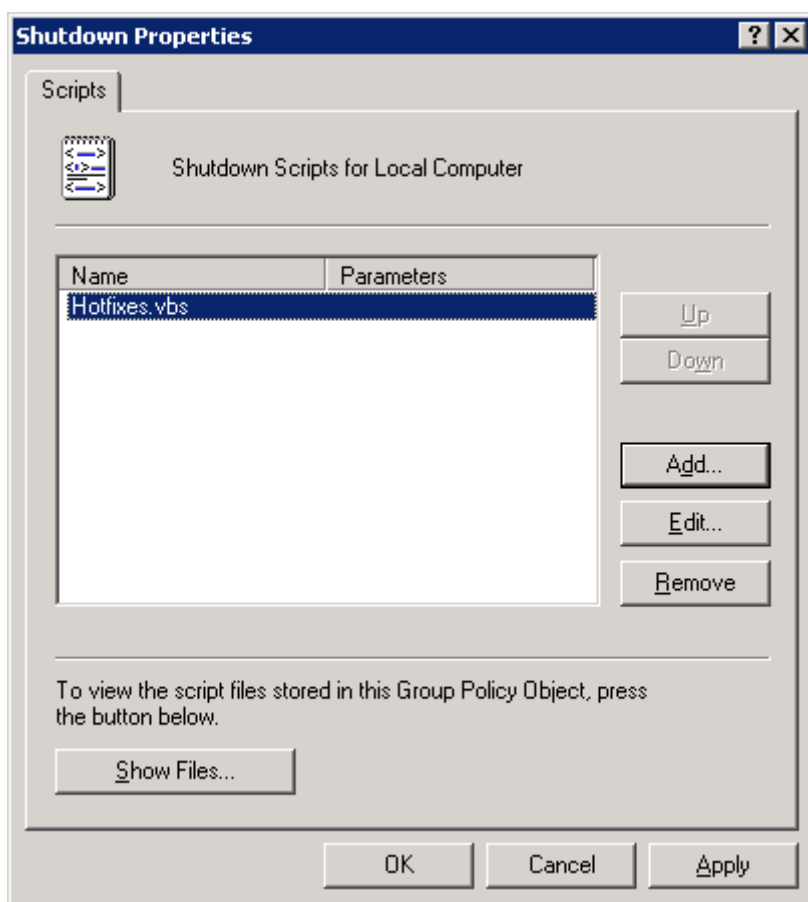 Shutdown Properties
Scripts
Shutdown Scripts for Local Computer
Name Parameters
Hotfixes.vbs
Up
Down
Add...
Edit...
Remove
To view the script files stored in this Group Policy Object, press
the button below.
Show Files...
OK Cancel Apply